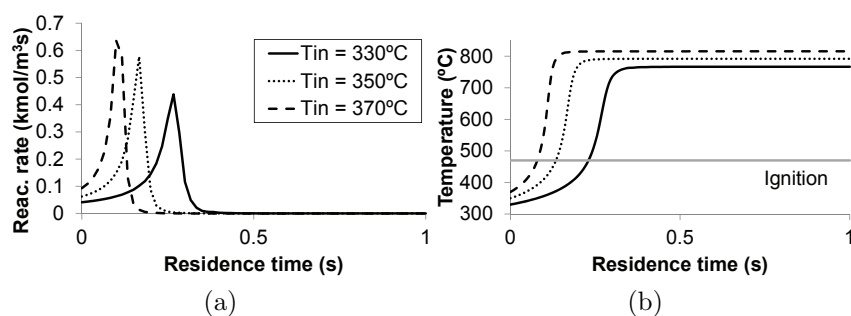 Reac. rate (kmol/m³s)
0.7
0.6
0.5
0.4
0.3
0.2
0.1
0
Tin = 330ºC
Tin = 350ºC
Tin = 370ºC
0 0.5 1
Residence time (s)
(a)
Temperature (ºC)
800
700
600
500
400
300
Ignition
0 0.5 1
Residence time (s)
(b)